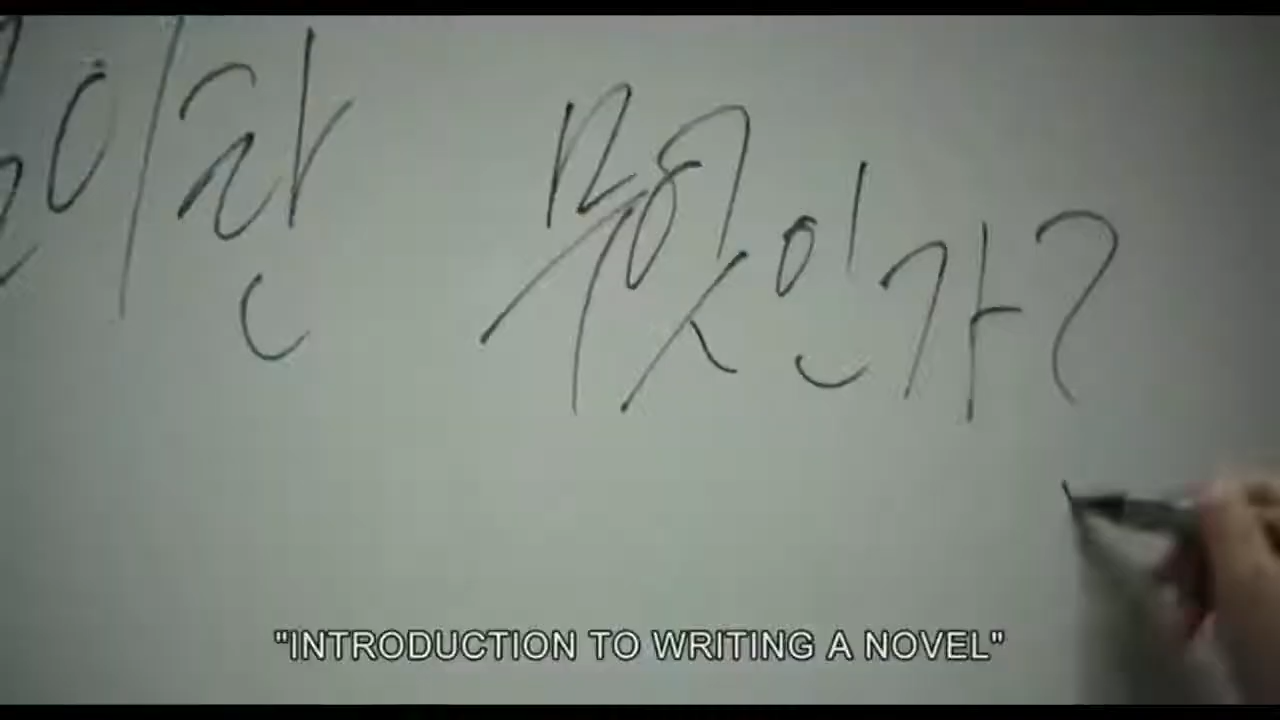 이란 무엇인가?
"INTRODUCTION TO WRITING A NOVEL"